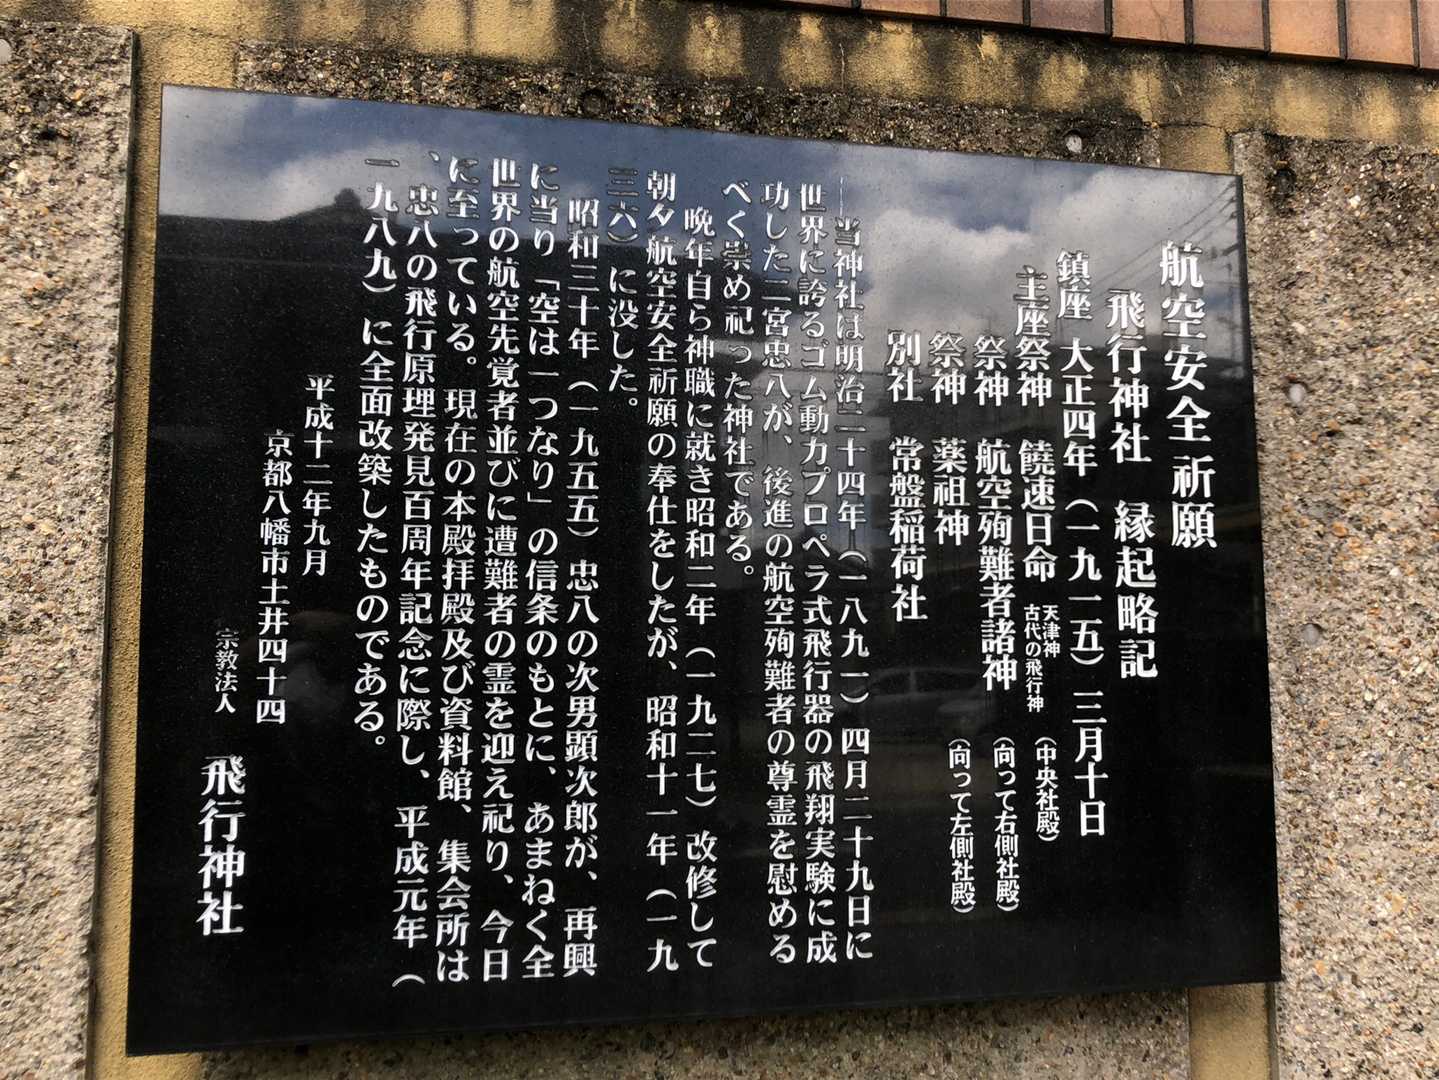 航空安全祈願
飛行神社　縁起略記
鎮座　大正四年（一九一五）三月十日
主座祭神　饒速日命　天津神　古代の飛行神　（中央社殿）
祭神　航空殉難者諸神　（向って右側社殿）
祭神　薬祖神　（向って左側社殿）
別社　常盤稲荷社
当神社は明治二十四年（一八九一）四月二十九日に
世界に誇るゴム動力プロペラ式飛行器の飛翔実験に成
功した二宮忠八が、後進の航空殉難者の尊霊を慰める
べく崇め祀った神社である。
晩年自ら神職に就き昭和二年（一九二七）改修して
朝夕航空安全祈願の奉仕をしたが、昭和十一年（一九
三六）に没した。
昭和三十年（一九五五）忠八の次男顕次郎が、再興
に当り「空は一つなり」の信条のもとに、あまねく全
世界の航空先覚者並びに遭難者の霊を迎え祀り、今日
に至っている。現在の本殿拝殿及び資料館、集会所は
、忠八の飛行原理発見百周年記念に際し、平成元年（
一九八九）に全面改築したものである。
平成十二年九月
京都八幡市土井四十四
宗教法人　飛行神社